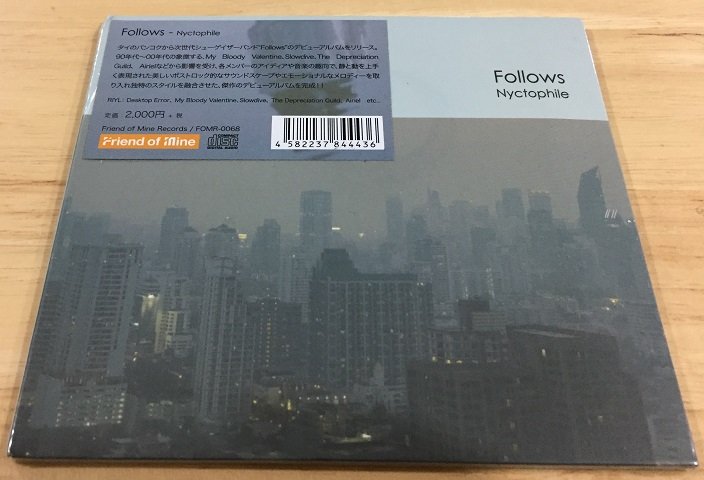 Follows - Nyctophile
タイのバンコクから次世代シューゲイザーバンド"Follows"のデビューアルバムをリリース。
90年代〜00年代の象徴する、My Bloody Valentine, Slowdive, The Depreciation
Guild, Airielなどから影響を受け、各メンバーのアイディアや音楽の趣向で、静と動を上手
く表現された美しいポストロック的なサウンドスケープやエモーショナルなメロディーを取
り入れ独特のスタイルを融合させた、傑作のデビューアルバムを完成!!
RIYL: Desktop Error, My Bloody Valentine, Slowdive, The Depreciation Guild, Airiel etc...
定価 2,000円 + 税
Friend of Mine Records / FOMR-0068
Friend of Mine
COMPACT
disc
DIGITAL AUDIO
4 582237 844436
Follows
Nyctophile